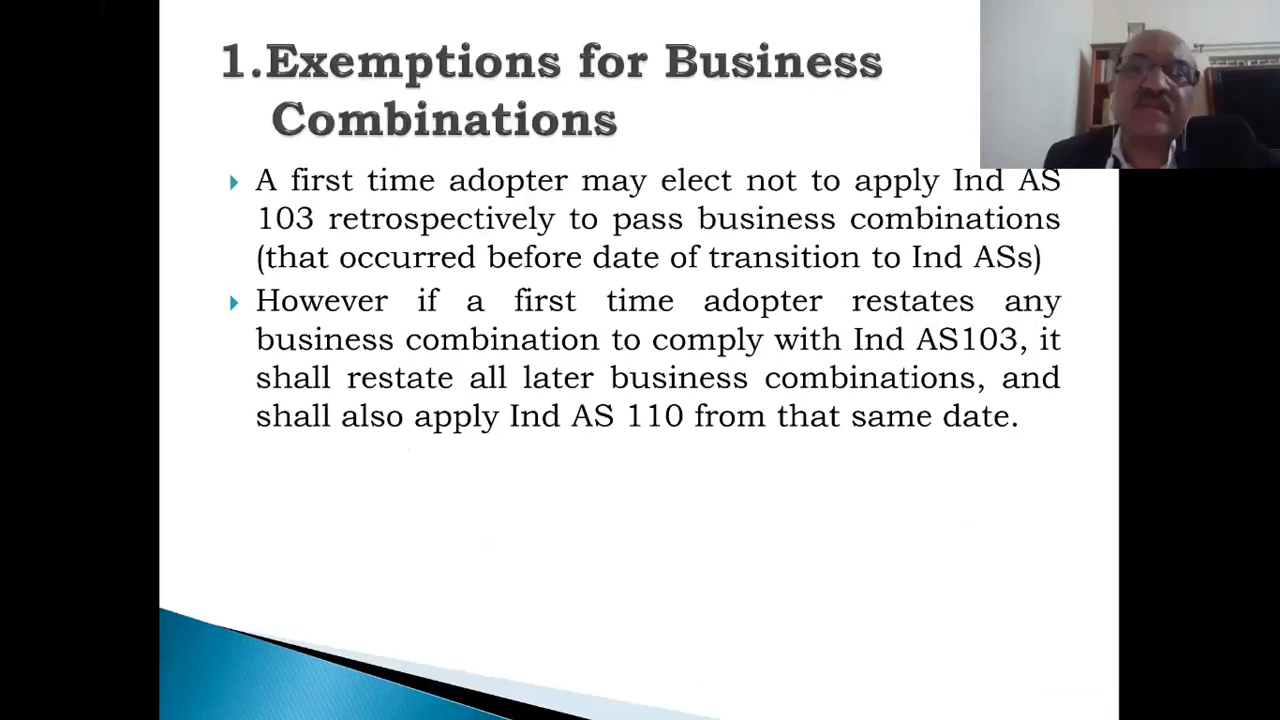 1.Exemptions for Business
Combinations
A first time adopter may elect not to apply Ind AS
103 retrospectively to pass business combinations
(that occurred before date of transition to Ind ASs)
However if a first time adopter restates any
business combination to comply with Ind AS103, it
shall restate all later business combinations, and
shall also apply Ind AS 110 from that same date.